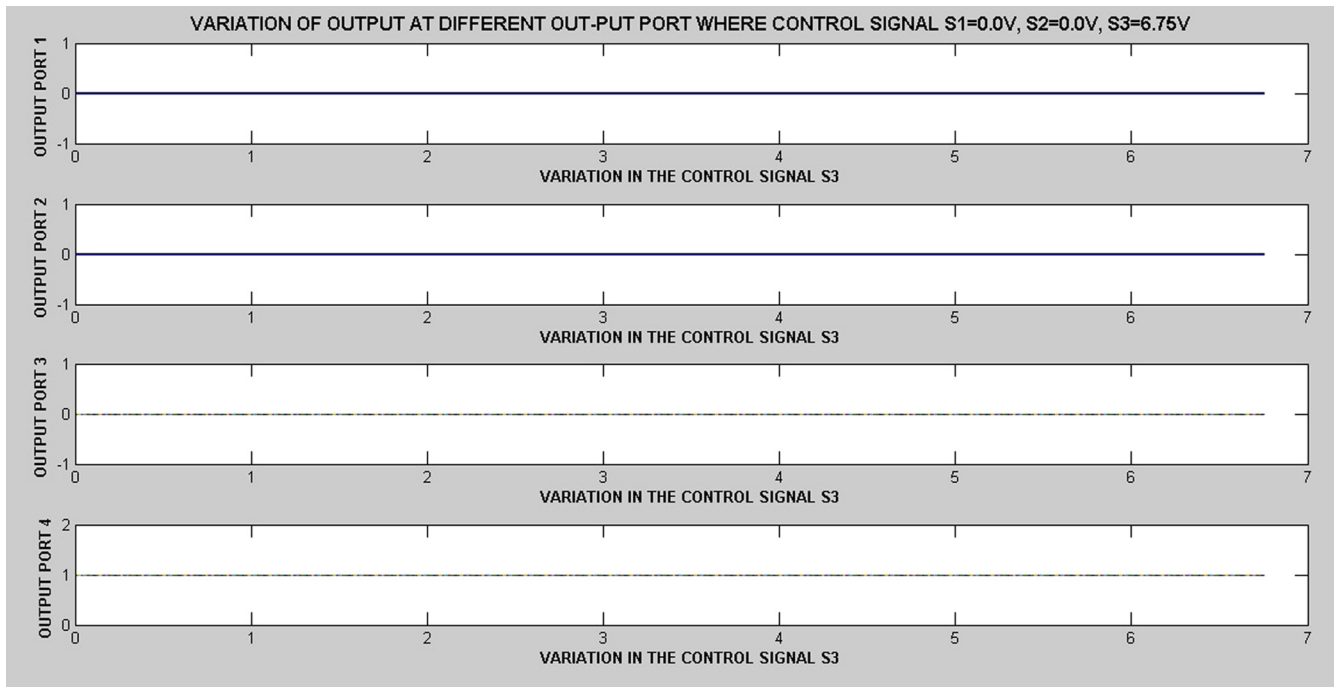 VARIATION OF OUTPUT AT DIFFERENT OUT-PUT PORT WHERE CONTROL SIGNAL S1=0.0V, S2=0.0V, S3=6.75V
OUTPUT PORT 1
1
0
-1
0 1 2 3 4 5 6 7
VARIATION IN THE CONTROL SIGNAL S3
OUTPUT PORT 2
1
0
-1
0 1 2 3 4 5 6 7
VARIATION IN THE CONTROL SIGNAL S3
OUTPUT PORT 3
1
0
-1
0 1 2 3 4 5 6 7
VARIATION IN THE CONTROL SIGNAL S3
OUTPUT PORT 4
2
1
0
0 1 2 3 4 5 6 7
VARIATION IN THE CONTROL SIGNAL S3